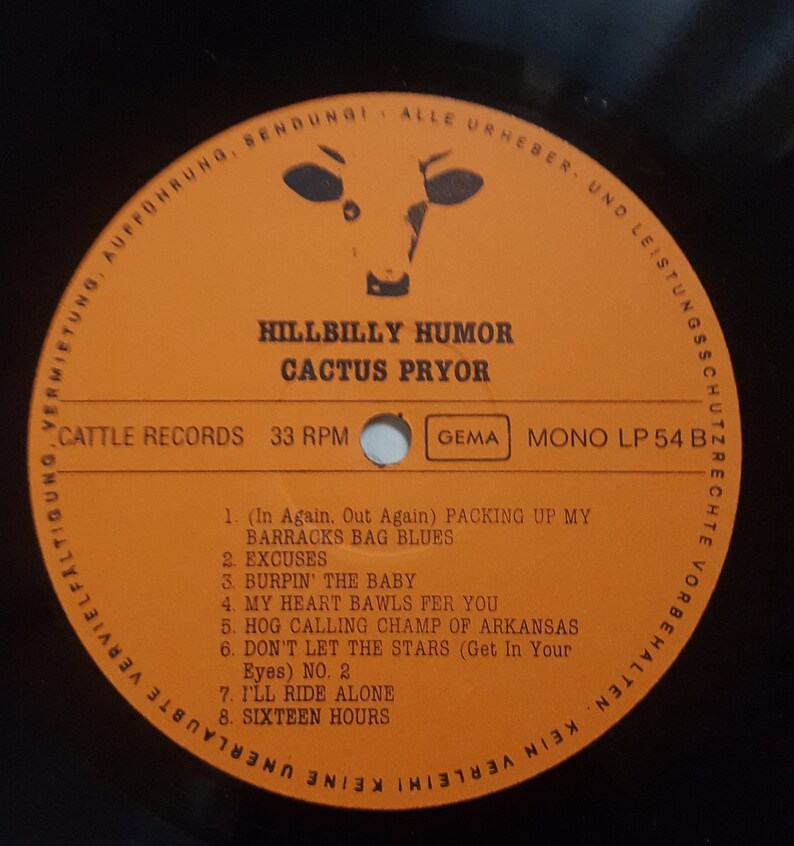 HILLBILLY HUMOR
CACTUS PRYOR
CATTLE RECORDS 33 RPM GEMA MONO LP 54 B
1. (In Again, Out Again) PACKING UP MY
BARRACKS BAG BLUES
2. EXCUSES
3. BURPIN' THE BABY
4. MY HEART BAWLS FER YOU
5. HOG CALLING CHAMP OF ARKANSAS
6. DON'T LET THE STARS (Get In Your
Eyes) NO. 2
7. I'LL RIDE ALONE
8. SIXTEEN HOURS
ALLE URHEBER- UND LEISTUNGSSCHUTZRECHTE VORBEHALTEN. KEIN VERLEIH! KEINE UNERLAUBTE VERVIELFÄLTIGUNG, VERMIETUNG, AUFFÜHRUNG, SENDUNG!